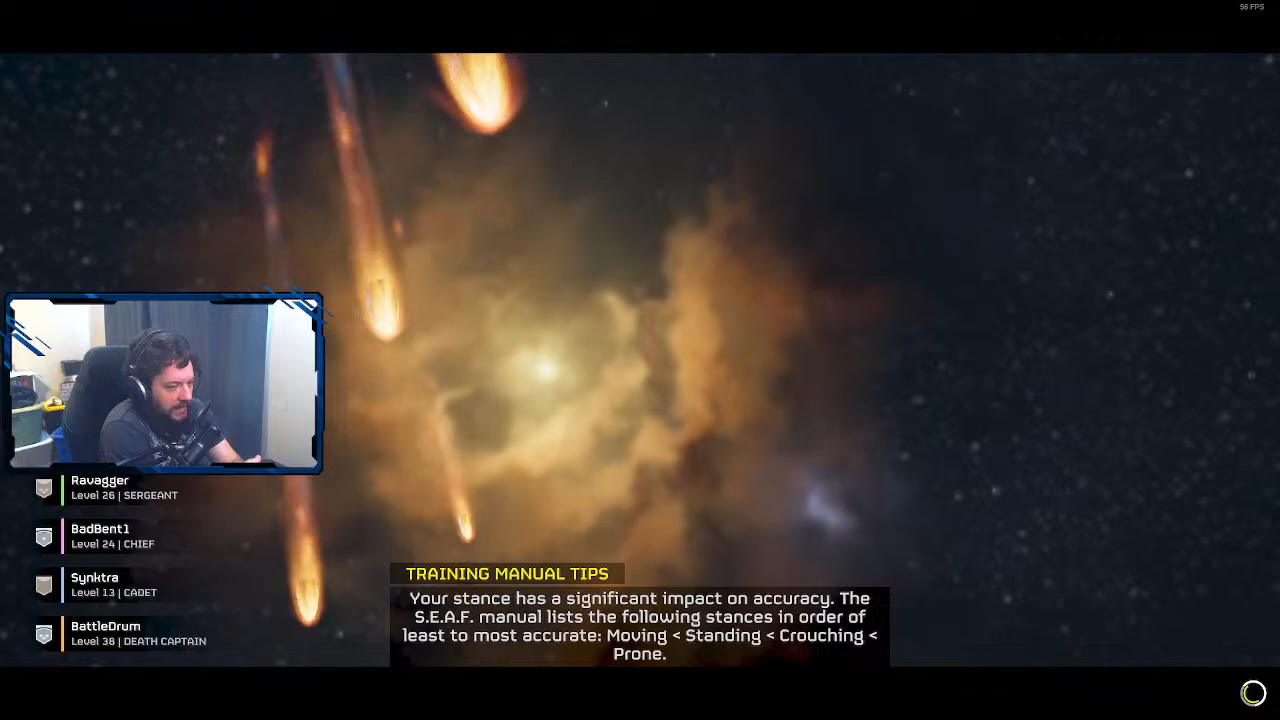 56 FPS
Ravagger
Level 26 | SERGEANT
BadBent1
Level 24 | CHIEF
Synktra
Level 13 | CADET
BattleDrum
Level 38 | DEATH CAPTAIN
TRAINING MANUAL TIPS
Your stance has a significant impact on accuracy. The
S.E.A.F. manual lists the following stances in order of
least to most accurate: Moving < Standing < Crouching <
Prone.